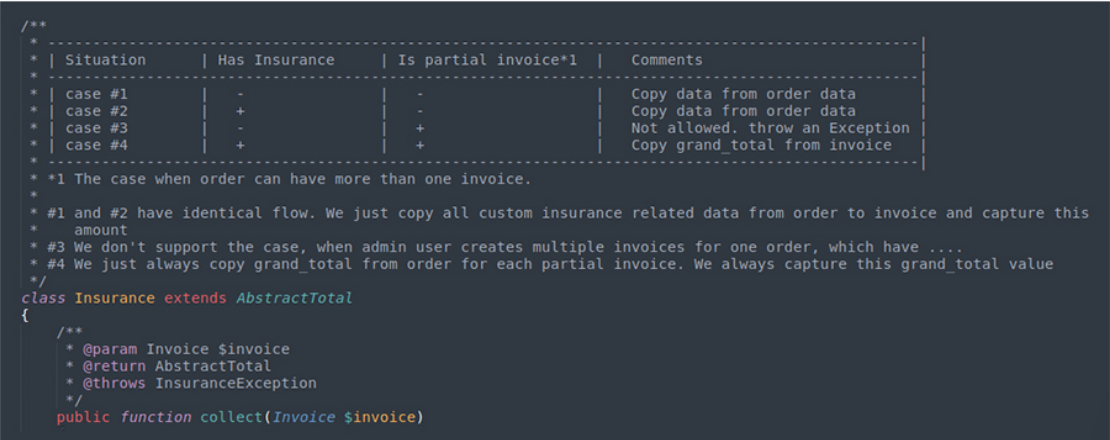 /**
 * -------------------------------------------------------------------------------------------------|
 * | Situation      | Has Insurance     | Is partial invoice*1  |   Comments                        |
 * -------------------------------------------------------------------------------------------------|
 * | case #1        |   -               |   -                   |   Copy data from order data       |
 * | case #2        |   +               |   -                   |   Copy data from order data       |
 * | case #3        |   -               |   +                   |   Not allowed. throw an Exception |
 * | case #4        |   +               |   +                   |   Copy grand_total from invoice   |
 * -------------------------------------------------------------------------------------------------|
 * *1 The case when order can have more than one invoice.
 *
 * #1 and #2 have identical flow. We just copy all custom insurance related data from order to invoice and capture this
 *    amount
 * #3 We don't support the case, when admin user creates multiple invoices for one order, which have ....
 * #4 We just always copy grand_total from order for each partial invoice. We always capture this grand_total value
 */
class Insurance extends AbstractTotal
{
    /**
     * @param Invoice $invoice
     * @return AbstractTotal
     * @throws InsuranceException
     */
    public function collect(Invoice $invoice)